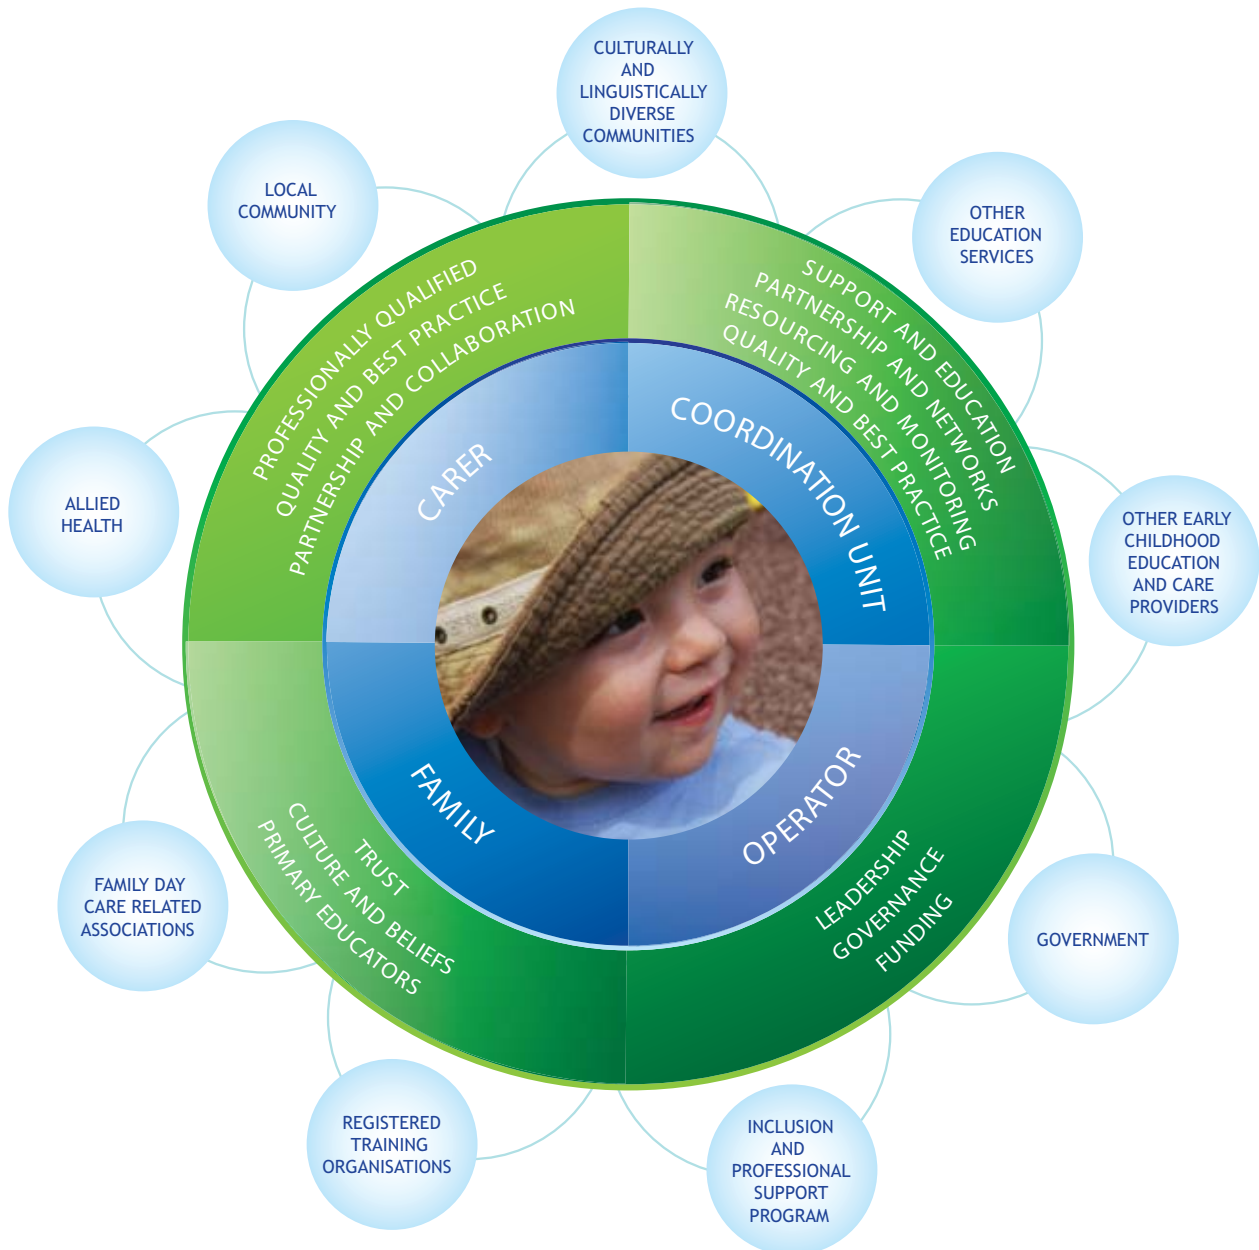 CULTURALLY
AND
LINGUISTICALLY
DIVERSE
COMMUNITIES
OTHER
EDUCATION
SERVICES
OTHER EARLY
CHILDHOOD
EDUCATION
AND CARE
PROVIDERS
GOVERNMENT
INCLUSION
AND
PROFESSIONAL
SUPPORT
PROGRAM
REGISTERED
TRAINING
ORGANISATIONS
FAMILY DAY
CARE RELATED
ASSOCIATIONS
ALLIED
HEALTH
LOCAL
COMMUNITY
PROFESSIONALLY QUALIFIED
QUALITY AND BEST PRACTICE
PARTNERSHIP AND COLLABORATION
SUPPORT AND EDUCATION
PARTNERSHIP AND NETWORKS
RESOURCING AND MONITORING
QUALITY AND BEST PRACTICE
LEADERSHIP
GOVERNANCE
FUNDING
TRUST
CULTURE AND BELIEFS
PRIMARY EDUCATORS
CARER
COORDINATION UNIT
OPERATOR
FAMILY